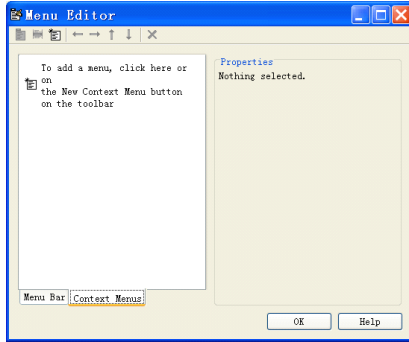 Menu Editor
To add a menu, click here or
on
the New Context Menu button
on the toolbar
Properties
Nothing selected.
Menu Bar
Context Menus
OK
Help